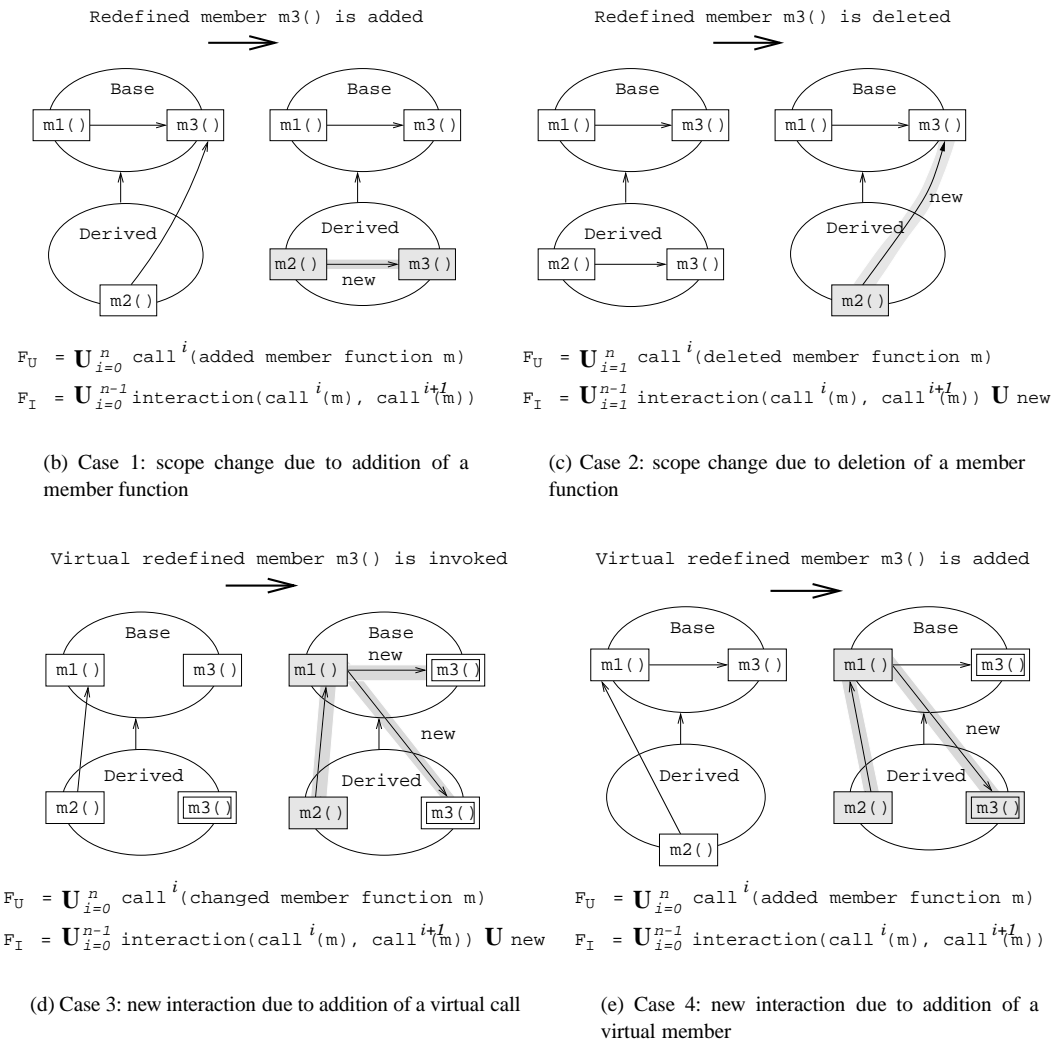 Redefined member m3() is added
Base
m1()
m3()
Derived
m2()
Base
m1()
m3()
Derived
m2()
m3()
new
F_U = U_{i=0}^{n} call^i(added member function m)
F_I = U_{i=0}^{n-1} interaction(call^i(m), call^{i+1}(m))
(b) Case 1: scope change due to addition of a
member function
Redefined member m3() is deleted
Base
m1()
m3()
Derived
m2()
m3()
Base
m1()
m3()
new
Derived
m2()
F_U = U_{i=1}^{n} call^i(deleted member function m)
F_I = U_{i=1}^{n-1} interaction(call^i(m), call^{i+1}(m)) U new
(c) Case 2: scope change due to deletion of a member
function
Virtual redefined member m3() is invoked
Base
m1()
m3()
Derived
m2()
m3()
Base
new
m1()
m3()
new
Derived
m2()
m3()
F_U = U_{i=0}^{n} call^i(changed member function m)
F_I = U_{i=0}^{n-1} interaction(call^i(m), call^{i+1}(m)) U new
(d) Case 3: new interaction due to addition of a virtual call
Virtual redefined member m3() is added
Base
m1()
m3()
Derived
m2()
Base
m1()
m3()
new
Derived
m2()
m3()
F_U = U_{i=0}^{n} call^i(added member function m)
F_I = U_{i=0}^{n-1} interaction(call^i(m), call^{i+1}(m))
(e) Case 4: new interaction due to addition of a
virtual member